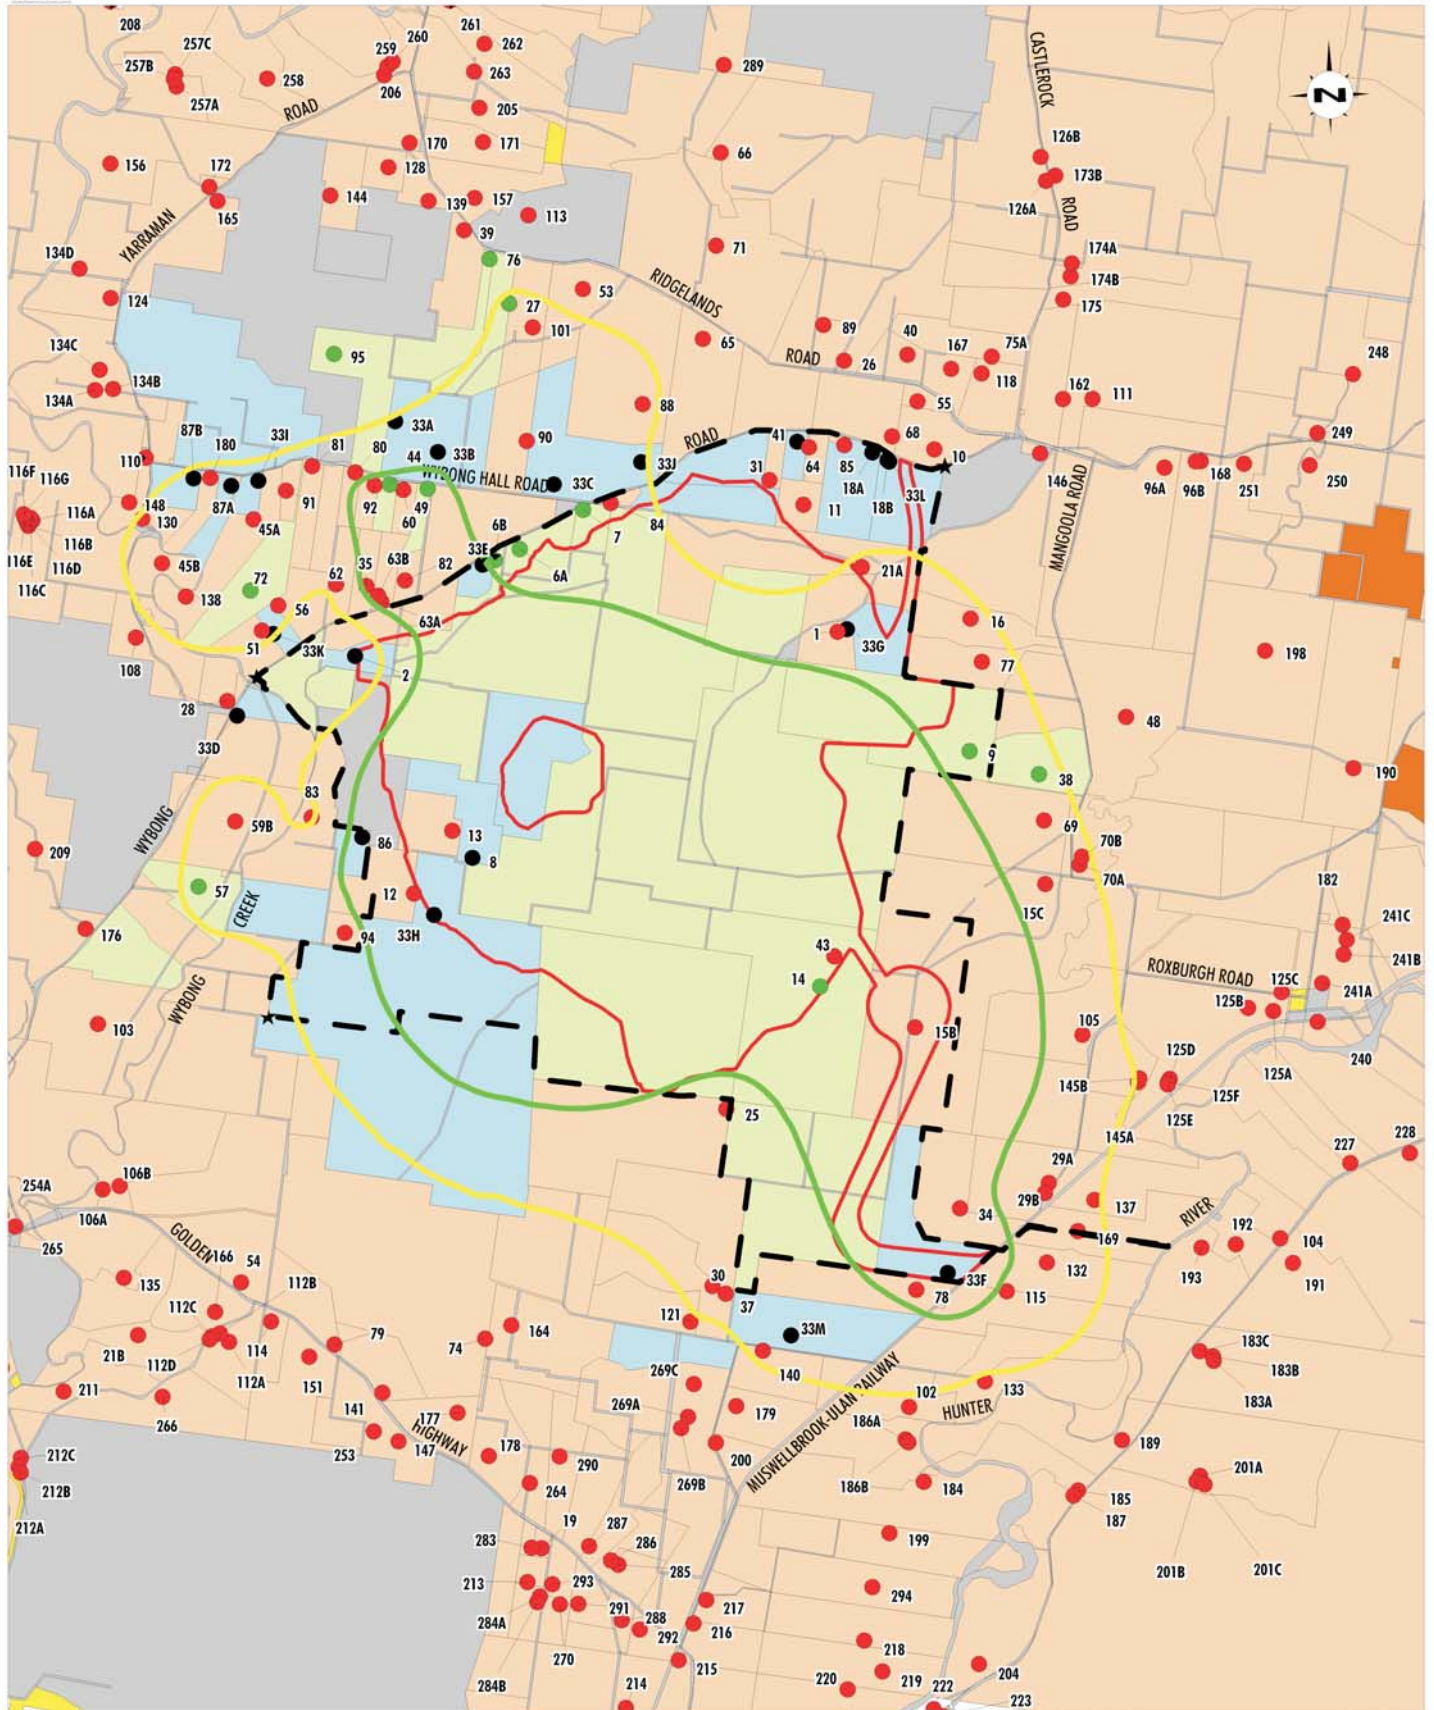 208
257C
257B
257A
258
ROAD
259
260
206
261
262
263
205
171
289
CASTLEROCK
N
170
128
156
172
165
144
139
157
113
66
126B
173B
126A
ROAD
YARRAMAN
39
76
71
174A
174B
175
134D
124
27
53
RIDGELANDS
101
65
89
ROAD
26
40
167
75A
118
134C
134B
134A
95
88
55
162
111
248
249
87B
180
33I
81
80
33A
44
33B
90
ROAD
33J
41
68
10
110
116F
116G
WYBONG HALL ROAD
33C
31
64
85
18A
18B
33L
146
MANGOOLA ROAD
96A
96B
168
251
250
148
130
87A
45A
91
92
60
49
7
84
11
116A
116B
116D
116E
116C
45B
138
72
62
35
63B
82
33E
6B
6A
21A
56
51
33K
63A
1
33G
16
77
198
108
2
28
33D
48
9
38
190
83
WYBONG
59B
86
13
8
69
70B
70A
209
57
CREEK
12
33H
94
15C
182
241C
241B
176
43
14
ROXBURGH ROAD
125C
125B
241A
WYBONG
103
15B
105
125D
125A
240
145B
125F
125E
25
145A
227
228
254A
106B
106A
29A
29B
137
34
RIVER
192
104
265
GOLDEN
166
54
169
193
191
135
112B
30
37
33F
132
78
115
112C
121
33M
21B
112D
114
112A
79
74
164
183C
183B
183A
151
269C
140
MUSWELLBROOK-ULAN RAILWAY
102
133
211
266
141
177
269A
179
186A
HUNTER
253
147
HIGHWAY
178
290
200
189
212C
212B
264
269B
186B
184
185
187
201A
212A
19
287
286
199
201B
201C
283
285
213
293
294
284A
291
288
292
217
216
270
218
284B
215
204
214
220
219
222
223